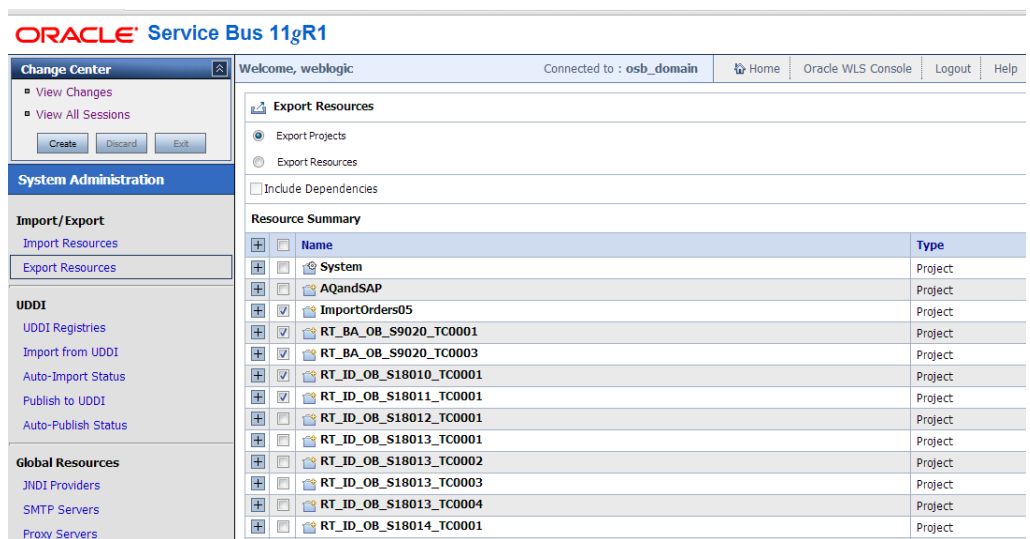 ORACLE Service Bus 11gR1
Change Center
View Changes
View All Sessions
Create Discard Exit
System Administration
Import/Export
Import Resources
Export Resources
UDDI
UDDI Registries
Import from UDDI
Auto-Import Status
Publish to UDDI
Auto-Publish Status
Global Resources
JNDI Providers
SMTP Servers
Proxy Servers
Welcome, weblogic Connected to : osb_domain Home Oracle WLS Console Logout Help
Export Resources
Export Projects
Export Resources
Include Dependencies
Resource Summary
Name Type
System Project
AQandSAP Project
ImportOrders05 Project
RT_BA_OB_S9020_TC0001 Project
RT_BA_OB_S9020_TC0003 Project
RT_ID_OB_S18010_TC0001 Project
RT_ID_OB_S18011_TC0001 Project
RT_ID_OB_S18012_TC0001 Project
RT_ID_OB_S18013_TC0001 Project
RT_ID_OB_S18013_TC0002 Project
RT_ID_OB_S18013_TC0003 Project
RT_ID_OB_S18013_TC0004 Project
RT_ID_OB_S18014_TC0001 Project